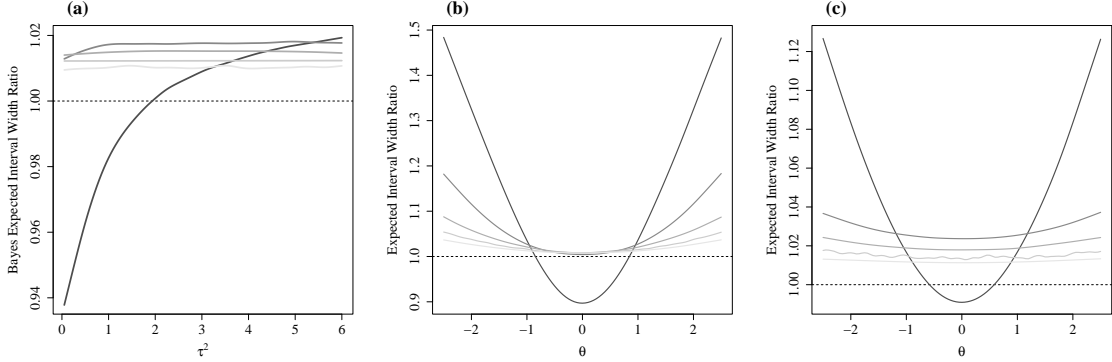 (a)
Bayes Expected Interval Width Ratio
1.02
1.00
0.98
0.96
0.94
0 1 2 3 4 5 6
τ²
(b)
Expected Interval Width Ratio
1.5
1.4
1.3
1.2
1.1
1.0
0.9
−2 −1 0 1 2
θ
(c)
Expected Interval Width Ratio
1.12
1.10
1.08
1.06
1.04
1.02
1.00
−2 −1 0 1 2
θ